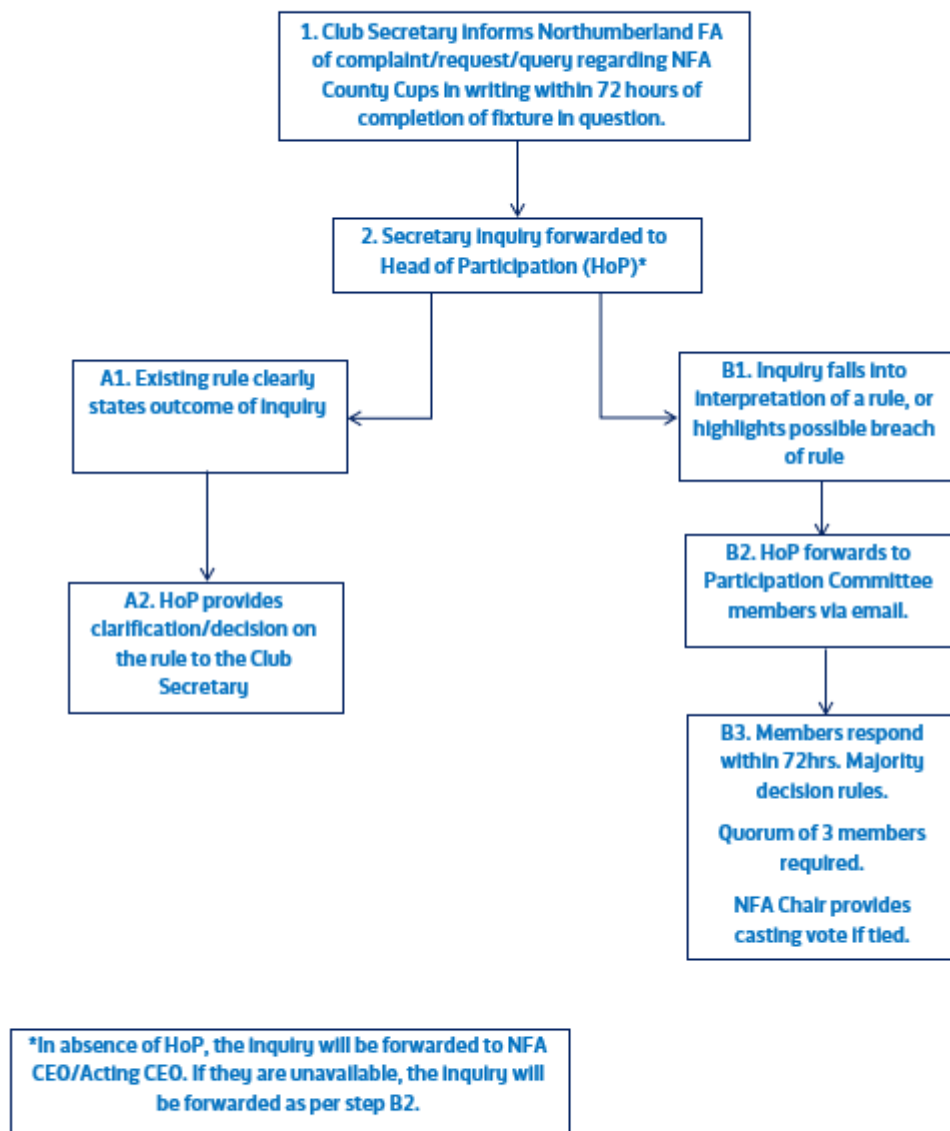 1. Club Secretary informs Northumberland FA
of complaint/request/query regarding NFA
County Cups in writing within 72 hours of
completion of fixture in question.
2. Secretary inquiry forwarded to
Head of Participation (HoP)*
A1. Existing rule clearly
states outcome of inquiry
A2. HoP provides
clarification/decision on
the rule to the Club
Secretary
B1. Inquiry falls into
interpretation of a rule, or
highlights possible breach
of rule
B2. HoP forwards to
Participation Committee
members via email.
B3. Members respond
within 72hrs. Majority
decision rules.
Quorum of 3 members
required.
NFA Chair provides
casting vote if tied.
*In absence of HoP, the inquiry will be forwarded to NFA
CEO/Acting CEO. If they are unavailable, the inquiry will
be forwarded as per step B2.